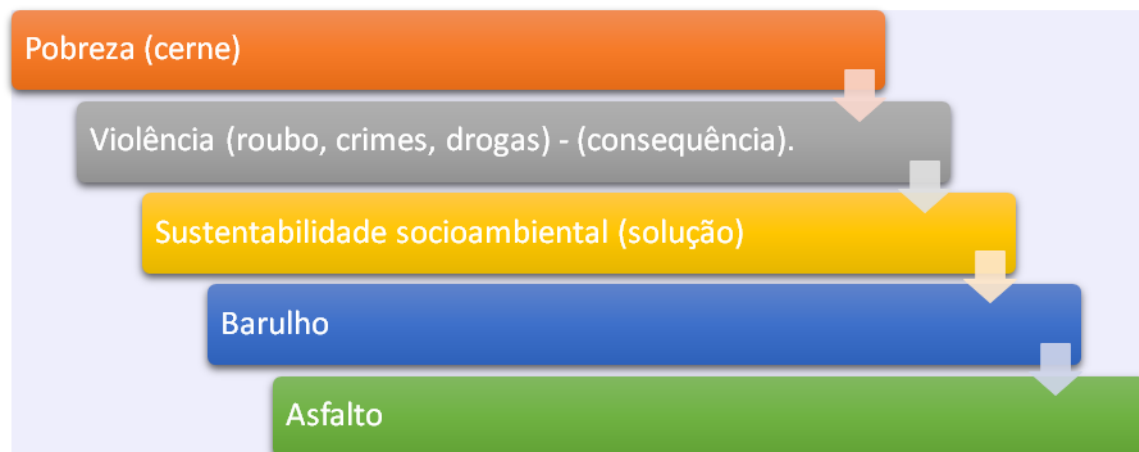 Pobreza (cerne)
Violência (roubo, crimes, drogas) - (consequência).
Sustentabilidade socioambiental (solução)
Barulho
Asfalto